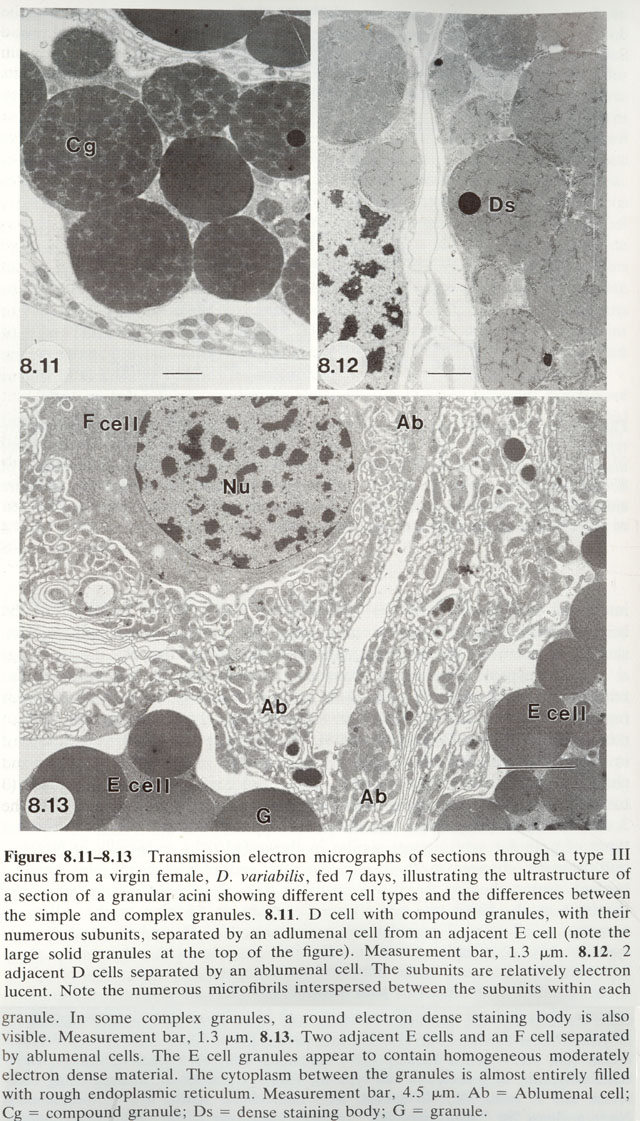 Cg
8.11
Ds
8.12
F cell
Ab
Nu
Ab
E cell
E cell
8.13
G
Ab
Figures 8.11–8.13 Transmission electron micrographs of sections through a type III
acinus from a virgin female, D. variabilis, fed 7 days, illustrating the ultrastructure of
a section of a granular acini showing different cell types and the differences between
the simple and complex granules. 8.11. D cell with compound granules, with their
numerous subunits, separated by an adlumenal cell from an adjacent E cell (note the
large solid granules at the top of the figure). Measurement bar, 1.3 μm. 8.12. 2
adjacent D cells separated by an ablumenal cell. The subunits are relatively electron
lucent. Note the numerous microfibrils interspersed between the subunits within each
granule. In some complex granules, a round electron dense staining body is also
visible. Measurement bar, 1.3 μm. 8.13. Two adjacent E cells and an F cell separated
by ablumenal cells. The E cell granules appear to contain homogeneous moderately
electron dense material. The cytoplasm between the granules is almost entirely filled
with rough endoplasmic reticulum. Measurement bar, 4.5 μm. Ab = Ablumenal cell;
Cg = compound granule; Ds = dense staining body; G = granule.